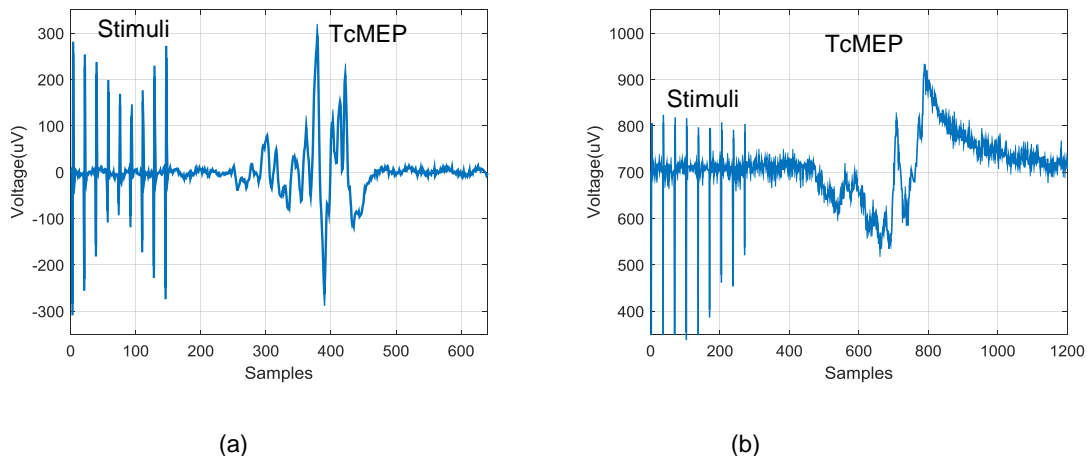 Stimuli
TcMEP
300
200
100
0
-100
-200
-300
Voltage(uV)
0 100 200 300 400 500 600
Samples
(a)
TcMEP
Stimuli
1000
900
800
700
600
500
400
Voltage(uV)
0 200 400 600 800 1000 1200
Samples
(b)